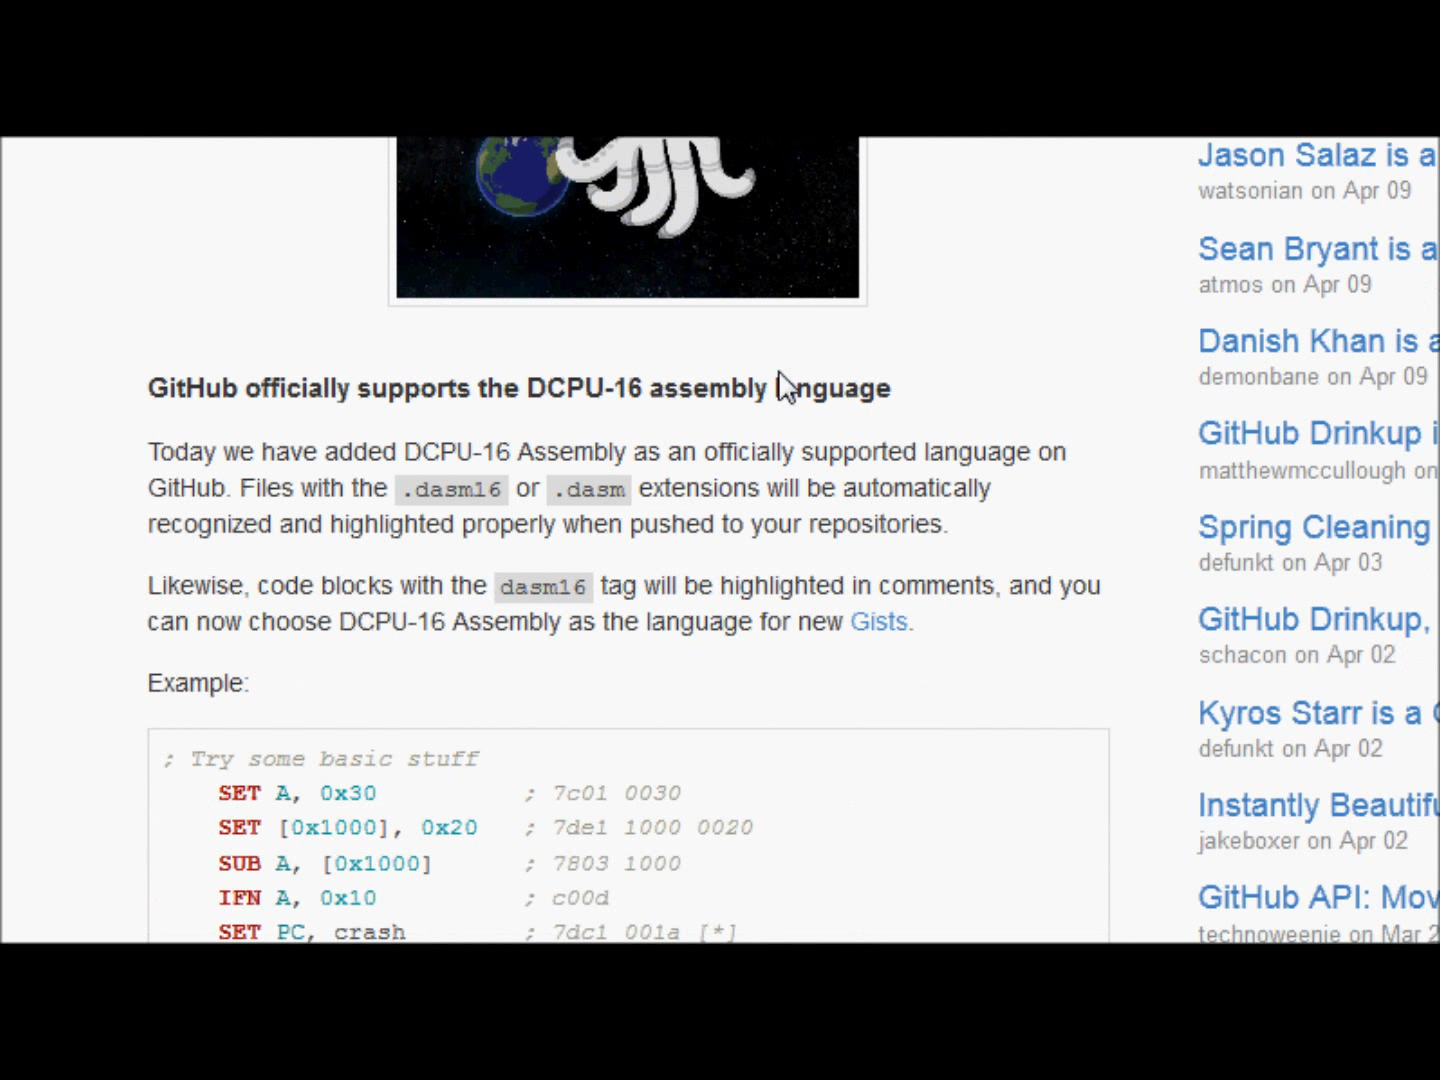 GitHub officially supports the DCPU-16 assembly language
Today we have added DCPU-16 Assembly as an officially supported language on
GitHub. Files with the .dasm16 or .dasm extensions will be automatically
recognized and highlighted properly when pushed to your repositories.
Likewise, code blocks with the dasm16 tag will be highlighted in comments, and you
can now choose DCPU-16 Assembly as the language for new Gists.
Example:
; Try some basic stuff
SET A, 0x30 ; 7c01 0030
SET [0x1000], 0x20 ; 7de1 1000 0020
SUB A, [0x1000] ; 7803 1000
IFN A, 0x10 ; c00d
SET PC, crash ; 7dc1 001a [*]
Jason Salaz is a
watsonian on Apr 09
Sean Bryant is a
atmos on Apr 09
Danish Khan is a
demonbane on Apr 09
GitHub Drinkup
matthewmccullough on
Spring Cleaning
defunkt on Apr 03
GitHub Drinkup,
schacon on Apr 02
Kyros Starr is a
defunkt on Apr 02
Instantly Beautifu
jakeboxer on Apr 02
GitHub API: Mov
technoweenie on Mar 2